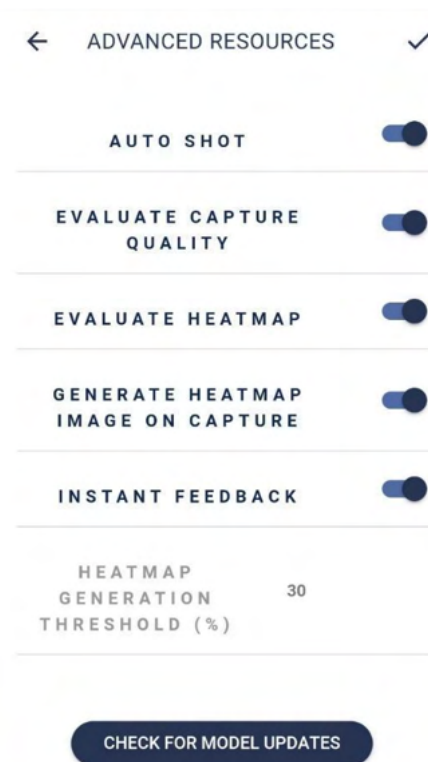 ADVANCED RESOURCES
AUTO SHOT
EVALUATE CAPTURE
QUALITY
EVALUATE HEATMAP
GENERATE HEATMAP
IMAGE ON CAPTURE
INSTANT FEEDBACK
HEATMAP
GENERATION
THRESHOLD (%)
30
CHECK FOR MODEL UPDATES